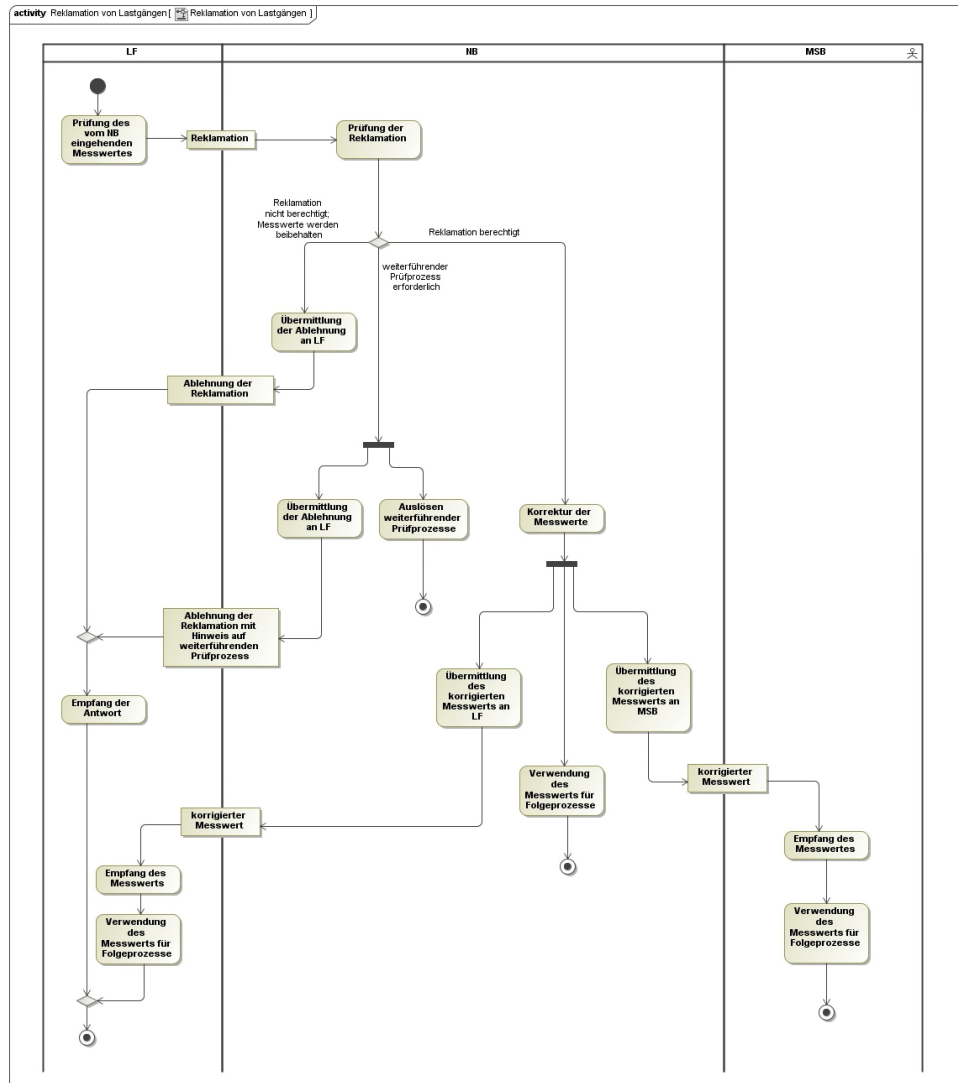 activity Reklamation von Lastgängen [ Reklamation von Lastgängen ]
LF
NB
MSB
Prüfung des
vom NB
eingehenden
Messwertes
Reklamation
Prüfung der
Reklamation
Reklamation
nicht berechtigt;
Messwerte werden
beibehalten
Reklamation berechtigt
weiterführender
Prüfprozess
erforderlich
Übermittlung
der Ablehnung
an LF
Ablehnung der
Reklamation
Übermittlung
der Ablehnung
an LF
Auslösen
weiterführender
Prüfprozesse
Korrektur der
Messwerte
Ablehnung der
Reklamation mit
Hinweis auf
weiterführenden
Prüfprozess
Empfang der
Antwort
Übermittlung
des
korrigierten
Messwerts an
LF
Übermittlung
des
korrigierten
Messwerts an
MSB
Verwendung
des
Messwerts für
Folgeprozesse
korrigierter
Messwert
korrigierter
Messwert
Empfang des
Messwertes
Empfang des
Messwerts
Verwendung
des
Messwerts für
Folgeprozesse
Verwendung
des
Messwerts für
Folgeprozesse